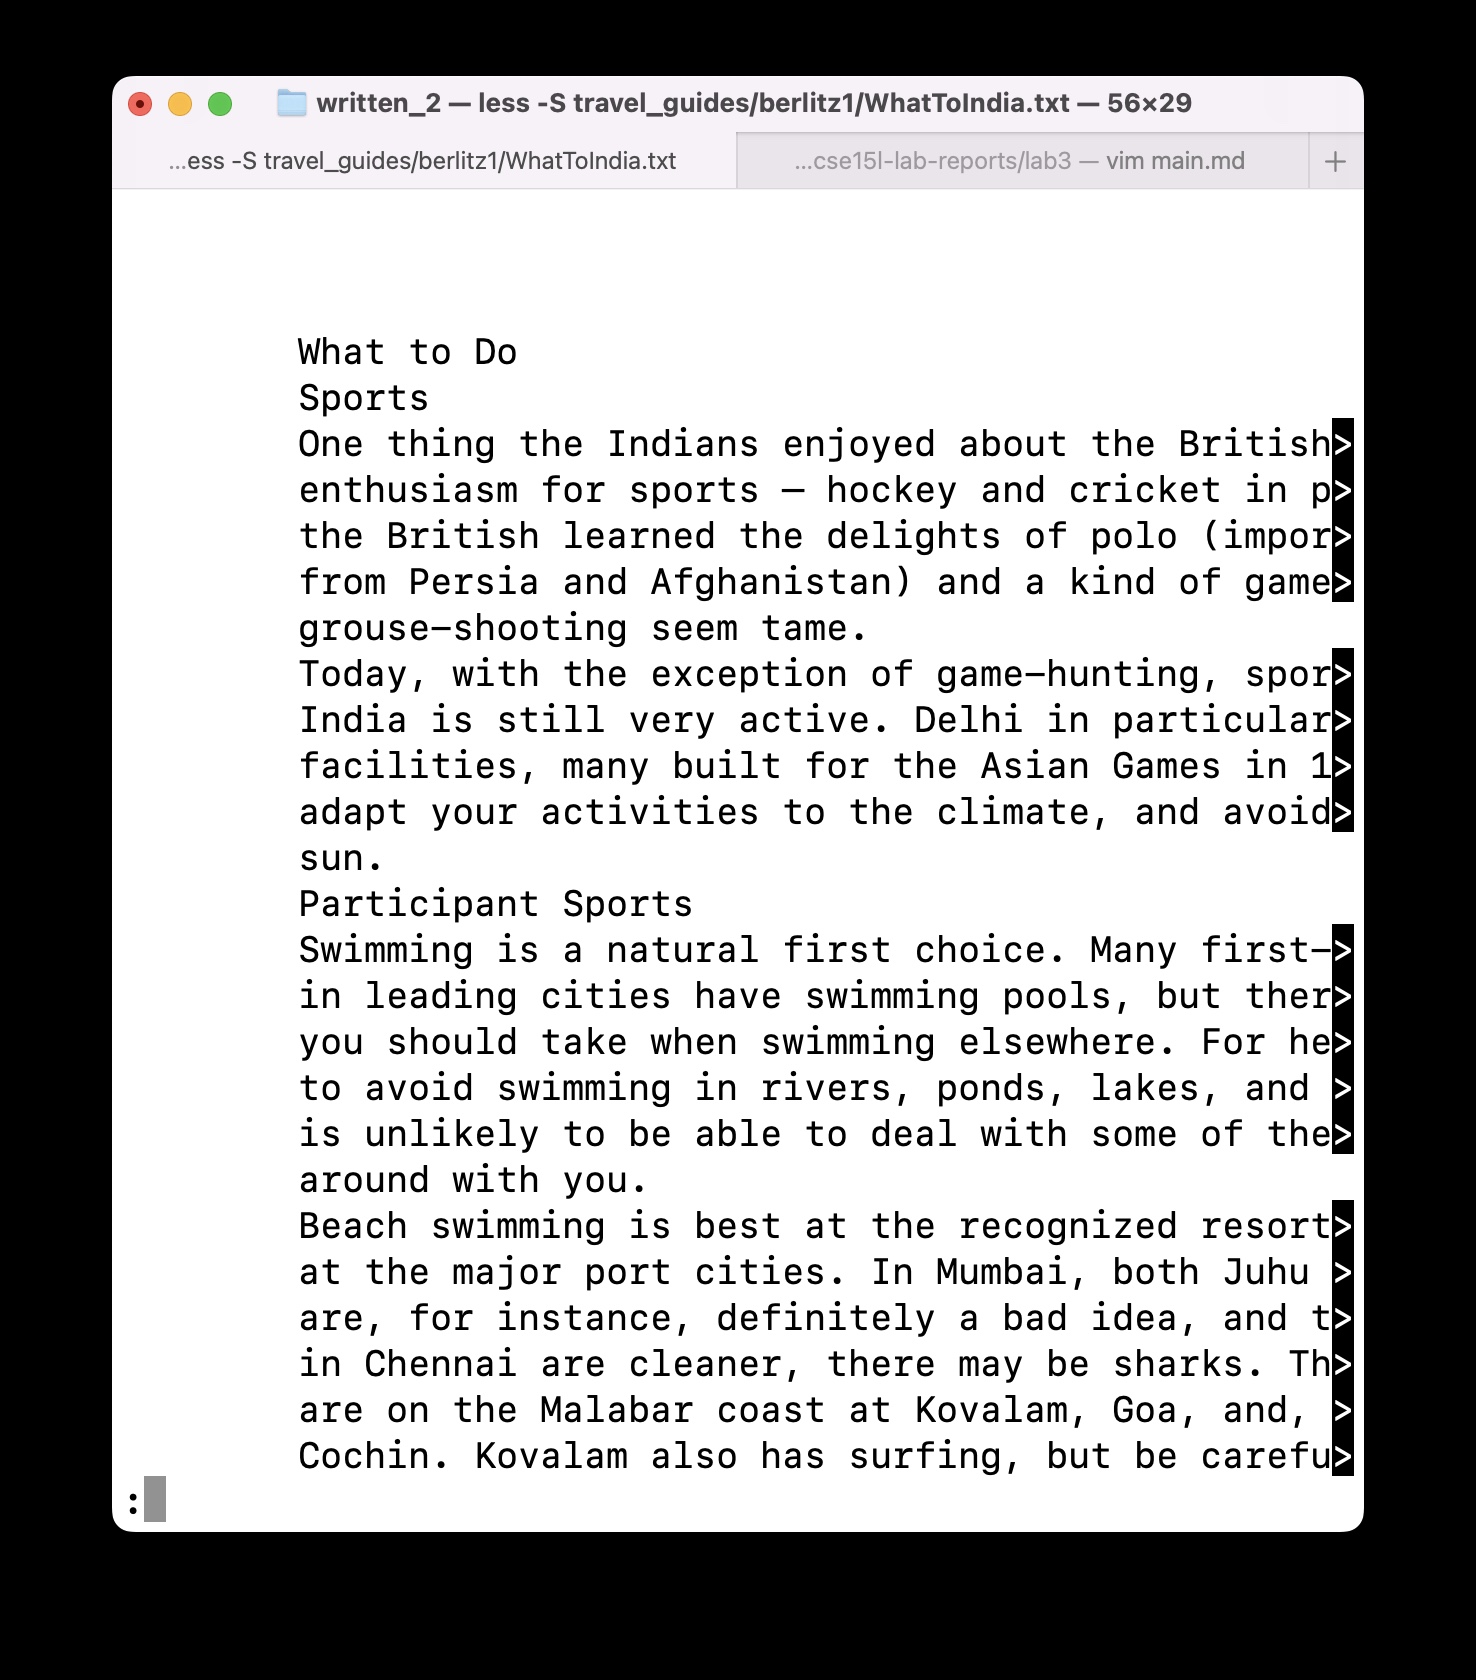 written_2 — less -S travel_guides/berlitz1/WhatToIndia.txt — 56×29
...ess -S travel_guides/berlitz1/WhatToIndia.txt
...cse15l-lab-reports/lab3 — vim main.md +
What to Do
Sports
One thing the Indians enjoyed about the British>
enthusiasm for sports — hockey and cricket in p>
the British learned the delights of polo (impor>
from Persia and Afghanistan) and a kind of game>
grouse-shooting seem tame.
Today, with the exception of game-hunting, spor>
India is still very active. Delhi in particular>
facilities, many built for the Asian Games in 1>
adapt your activities to the climate, and avoid>
sun.
Participant Sports
Swimming is a natural first choice. Many first->
in leading cities have swimming pools, but ther>
you should take when swimming elsewhere. For he>
to avoid swimming in rivers, ponds, lakes, and >
is unlikely to be able to deal with some of the>
around with you.
Beach swimming is best at the recognized resort>
at the major port cities. In Mumbai, both Juhu >
are, for instance, definitely a bad idea, and t>
in Chennai are cleaner, there may be sharks. Th>
are on the Malabar coast at Kovalam, Goa, and, >
Cochin. Kovalam also has surfing, but be carefu>
: